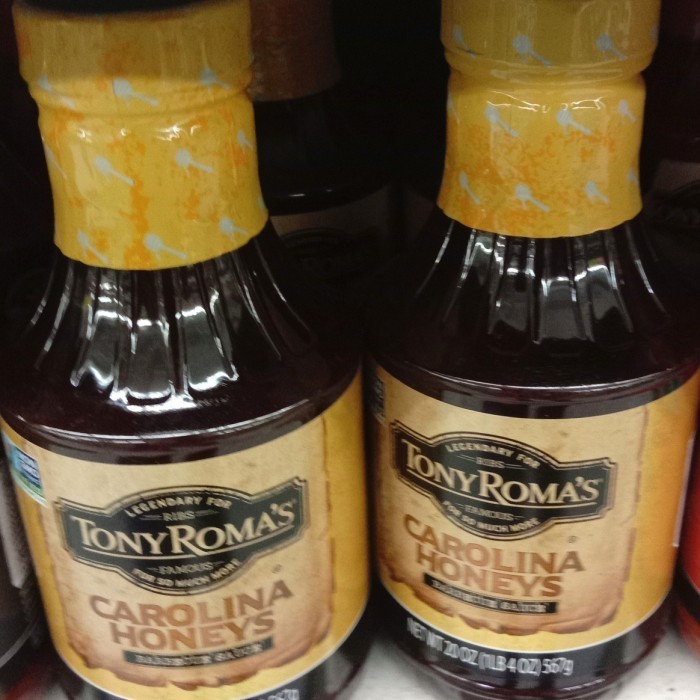 LEGENDARY FOR
RIBS
TONY ROMA'S
FAMOUS
FOR SO MUCH MORE
CAROLINA
HONEYS
BARBECUE SAUCE
567g
LEGENDARY FOR
RIBS
TONY ROMA'S
FAMOUS
FOR SO MUCH MORE
CAROLINA
HONEYS
BARBECUE SAUCE
NET WT 20 OZ (1LB 4 OZ) 567g